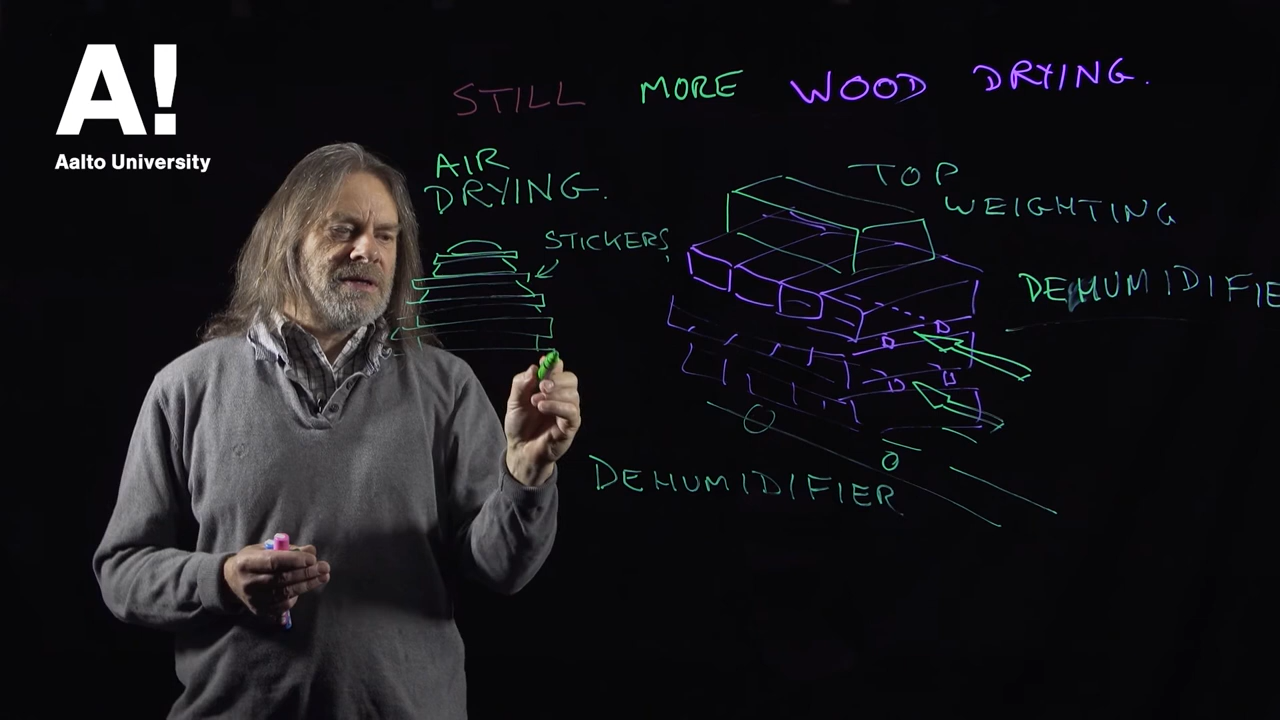 A!
Aalto University
STILL MORE WOOD DRYING.
AIR
DRYING.
STICKERS
TOP
WEIGHTING
DEHUMIDIFIE
DEHUMIDIFIER